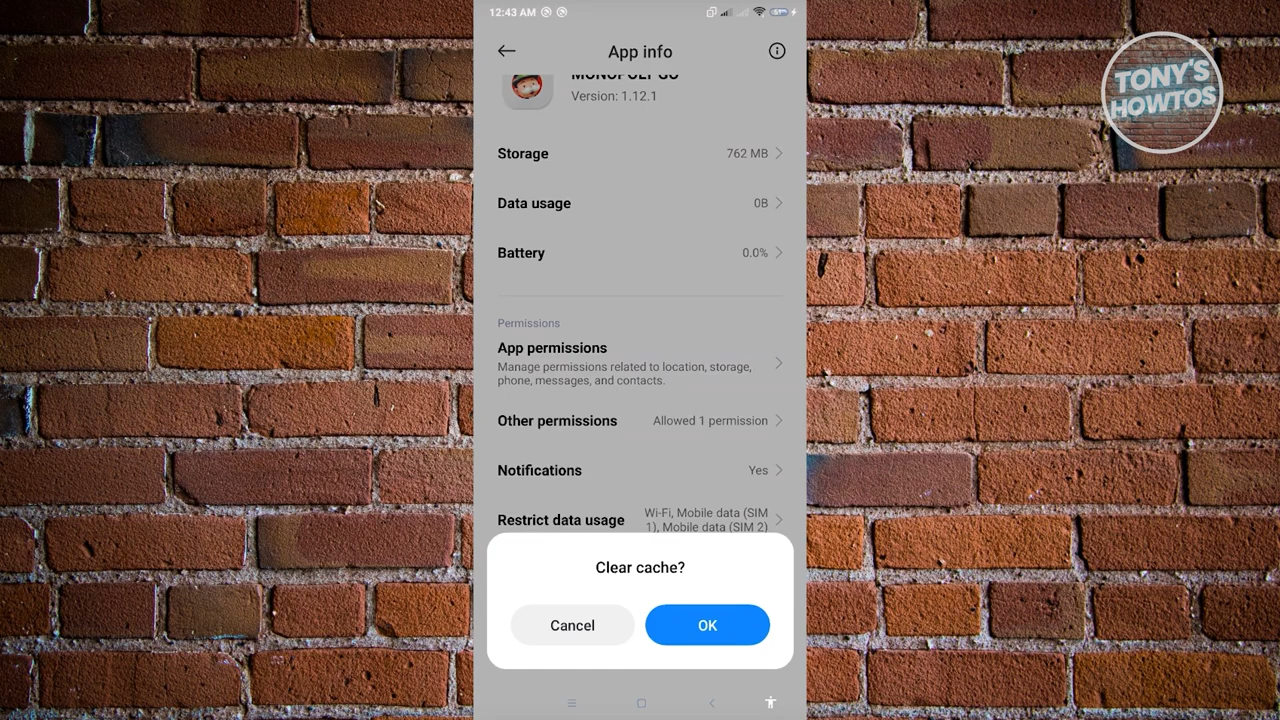 12:43 AM
App info
TONY'S
HOWTOS
MONOPOLY GO
Version: 1.12.1
Storage 762 MB
Data usage 0B
Battery 0.0%
Permissions
App permissions
Manage permissions related to location, storage,
phone, messages, and contacts.
Other permissions Allowed 1 permission
Notifications Yes
Restrict data usage Wi-Fi, Mobile data (SIM
1), Mobile data (SIM 2)
Clear cache?
Cancel OK